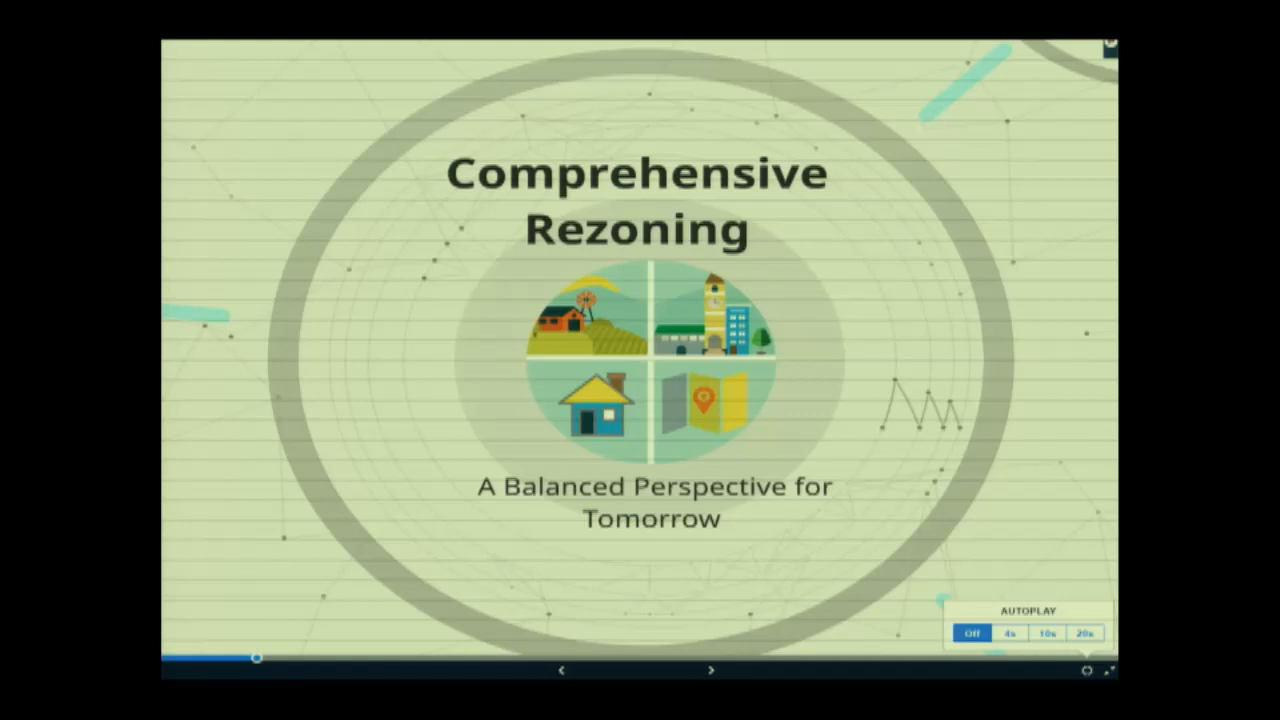 Comprehensive
Rezoning
A Balanced Perspective for
Tomorrow
AUTOPLAY
Off 4s 10s 20s